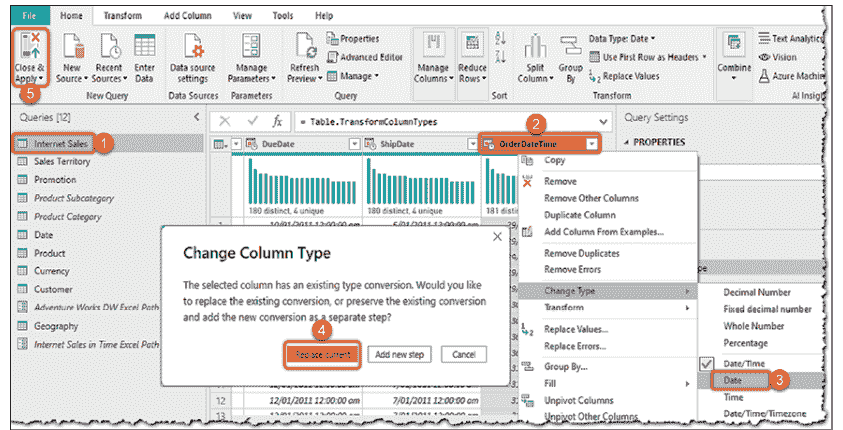 File Home Transform Add Column View Tools Help
Close & Apply
New Source
Recent Sources
Enter Data
New Query
Data source settings
Data Sources
Manage Parameters
Parameters
Refresh Preview
Properties
Advanced Editor
Manage
Query
Manage Columns
Reduce Rows
Sort
Split Column
Group By
Data Type: Date
Use First Row as Headers
Replace Values
Transform
Combine
Text Analytics
Vision
Azure Machin
AI Insigh
5
Queries [12]
= Table.TransformColumnTypes
2
Query Settings
PROPERTIES
Internet Sales
1
Sales Territory
Promotion
Product Subcategory
Product Category
Date
Product
Currency
Customer
Adventure Works DW Excel Path
Geography
Internet Sales in Time Excel Path
DueDate
ShipDate
OrderDateTime
180 distinct, 4 unique
180 distinct, 4 unique
181 disti
Change Column Type
The selected column has an existing type conversion. Would you like
to replace the existing conversion, or preserve the existing conversion
and add the new conversion as a separate step?
4
Replace current
Add new step
Cancel
12
12/01/2011 12:00:00 am
7/01/2011 12:00:00 am
13
Copy
Remove
Remove Other Columns
Duplicate Column
Add Column From Examples...
Remove Duplicates
Remove Errors
Change Type
Transform
Replace Values...
Replace Errors...
Group By...
Fill
Unpivot Columns
Unpivot Other Columns
Decimal Number
Fixed decimal number
Whole Number
Percentage
Date/Time
Date
3
Time
Date/Time/Timezone